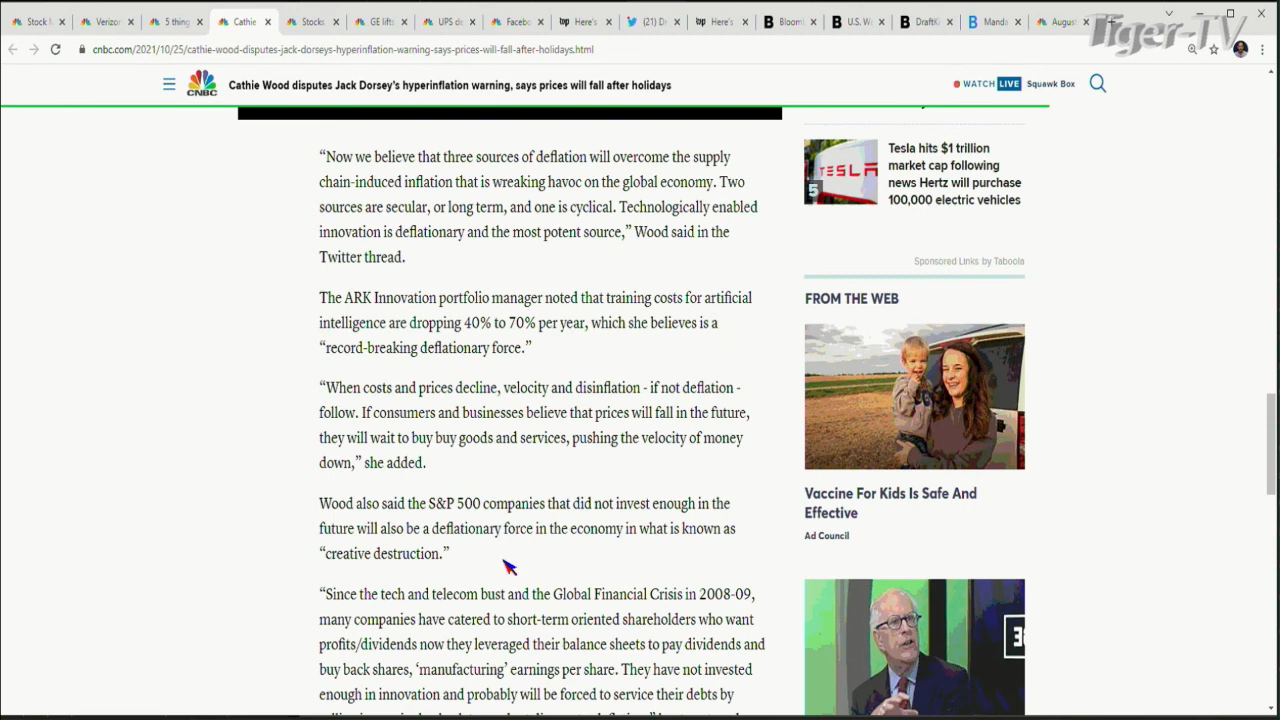 Stock M
Verizor
5 thing
Cathie
Stocks
GE lifts
UPS de
Facebo
Here's
(21) Dr
Here's
Bloom
U.S. We
DraftKi
Manda
August
Tiger-TV
cnbc.com/2021/10/25/cathie-wood-disputes-jack-dorseys-hyperinflation-warning-says-prices-will-fall-after-holidays.html
CNBC
Cathie Wood disputes Jack Dorsey's hyperinflation warning, says prices will fall after holidays
WATCH LIVE Squawk Box
“Now we believe that three sources of deflation will overcome the supply
chain-induced inflation that is wreaking havoc on the global economy. Two
sources are secular, or long term, and one is cyclical. Technologically enabled
innovation is deflationary and the most potent source,” Wood said in the
Twitter thread.
The ARK Innovation portfolio manager noted that training costs for artificial
intelligence are dropping 40% to 70% per year, which she believes is a
“record-breaking deflationary force.”
“When costs and prices decline, velocity and disinflation - if not deflation -
follow. If consumers and businesses believe that prices will fall in the future,
they will wait to buy buy goods and services, pushing the velocity of money
down,” she added.
Wood also said the S&P 500 companies that did not invest enough in the
future will also be a deflationary force in the economy in what is known as
“creative destruction.”
“Since the tech and telecom bust and the Global Financial Crisis in 2008-09,
many companies have catered to short-term oriented shareholders who want
profits/dividends now they leveraged their balance sheets to pay dividends and
buy back shares, ‘manufacturing’ earnings per share. They have not invested
enough in innovation and probably will be forced to service their debts by
TESLA
5
Tesla hits $1 trillion
market cap following
news Hertz will purchase
100,000 electric vehicles
Sponsored Links by Taboola
FROM THE WEB
Vaccine For Kids Is Safe And
Effective
Ad Council